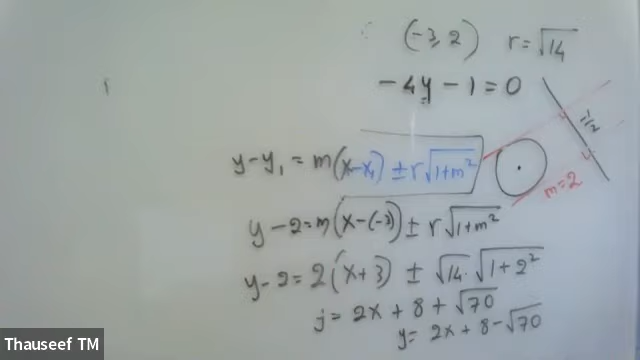 (-3, 2) r = √14
- 4y - 1 = 0
-1/2
y - y₁ = m(x - x₁) ± r√1+m²
m = 2
y - 2 = m(x - (-3)) ± r√1+m²
y - 2 = 2(x + 3) ± √14 · √1 + 2²
y = 2x + 8 + √70
y = 2x + 8 - √70
Thauseef TM